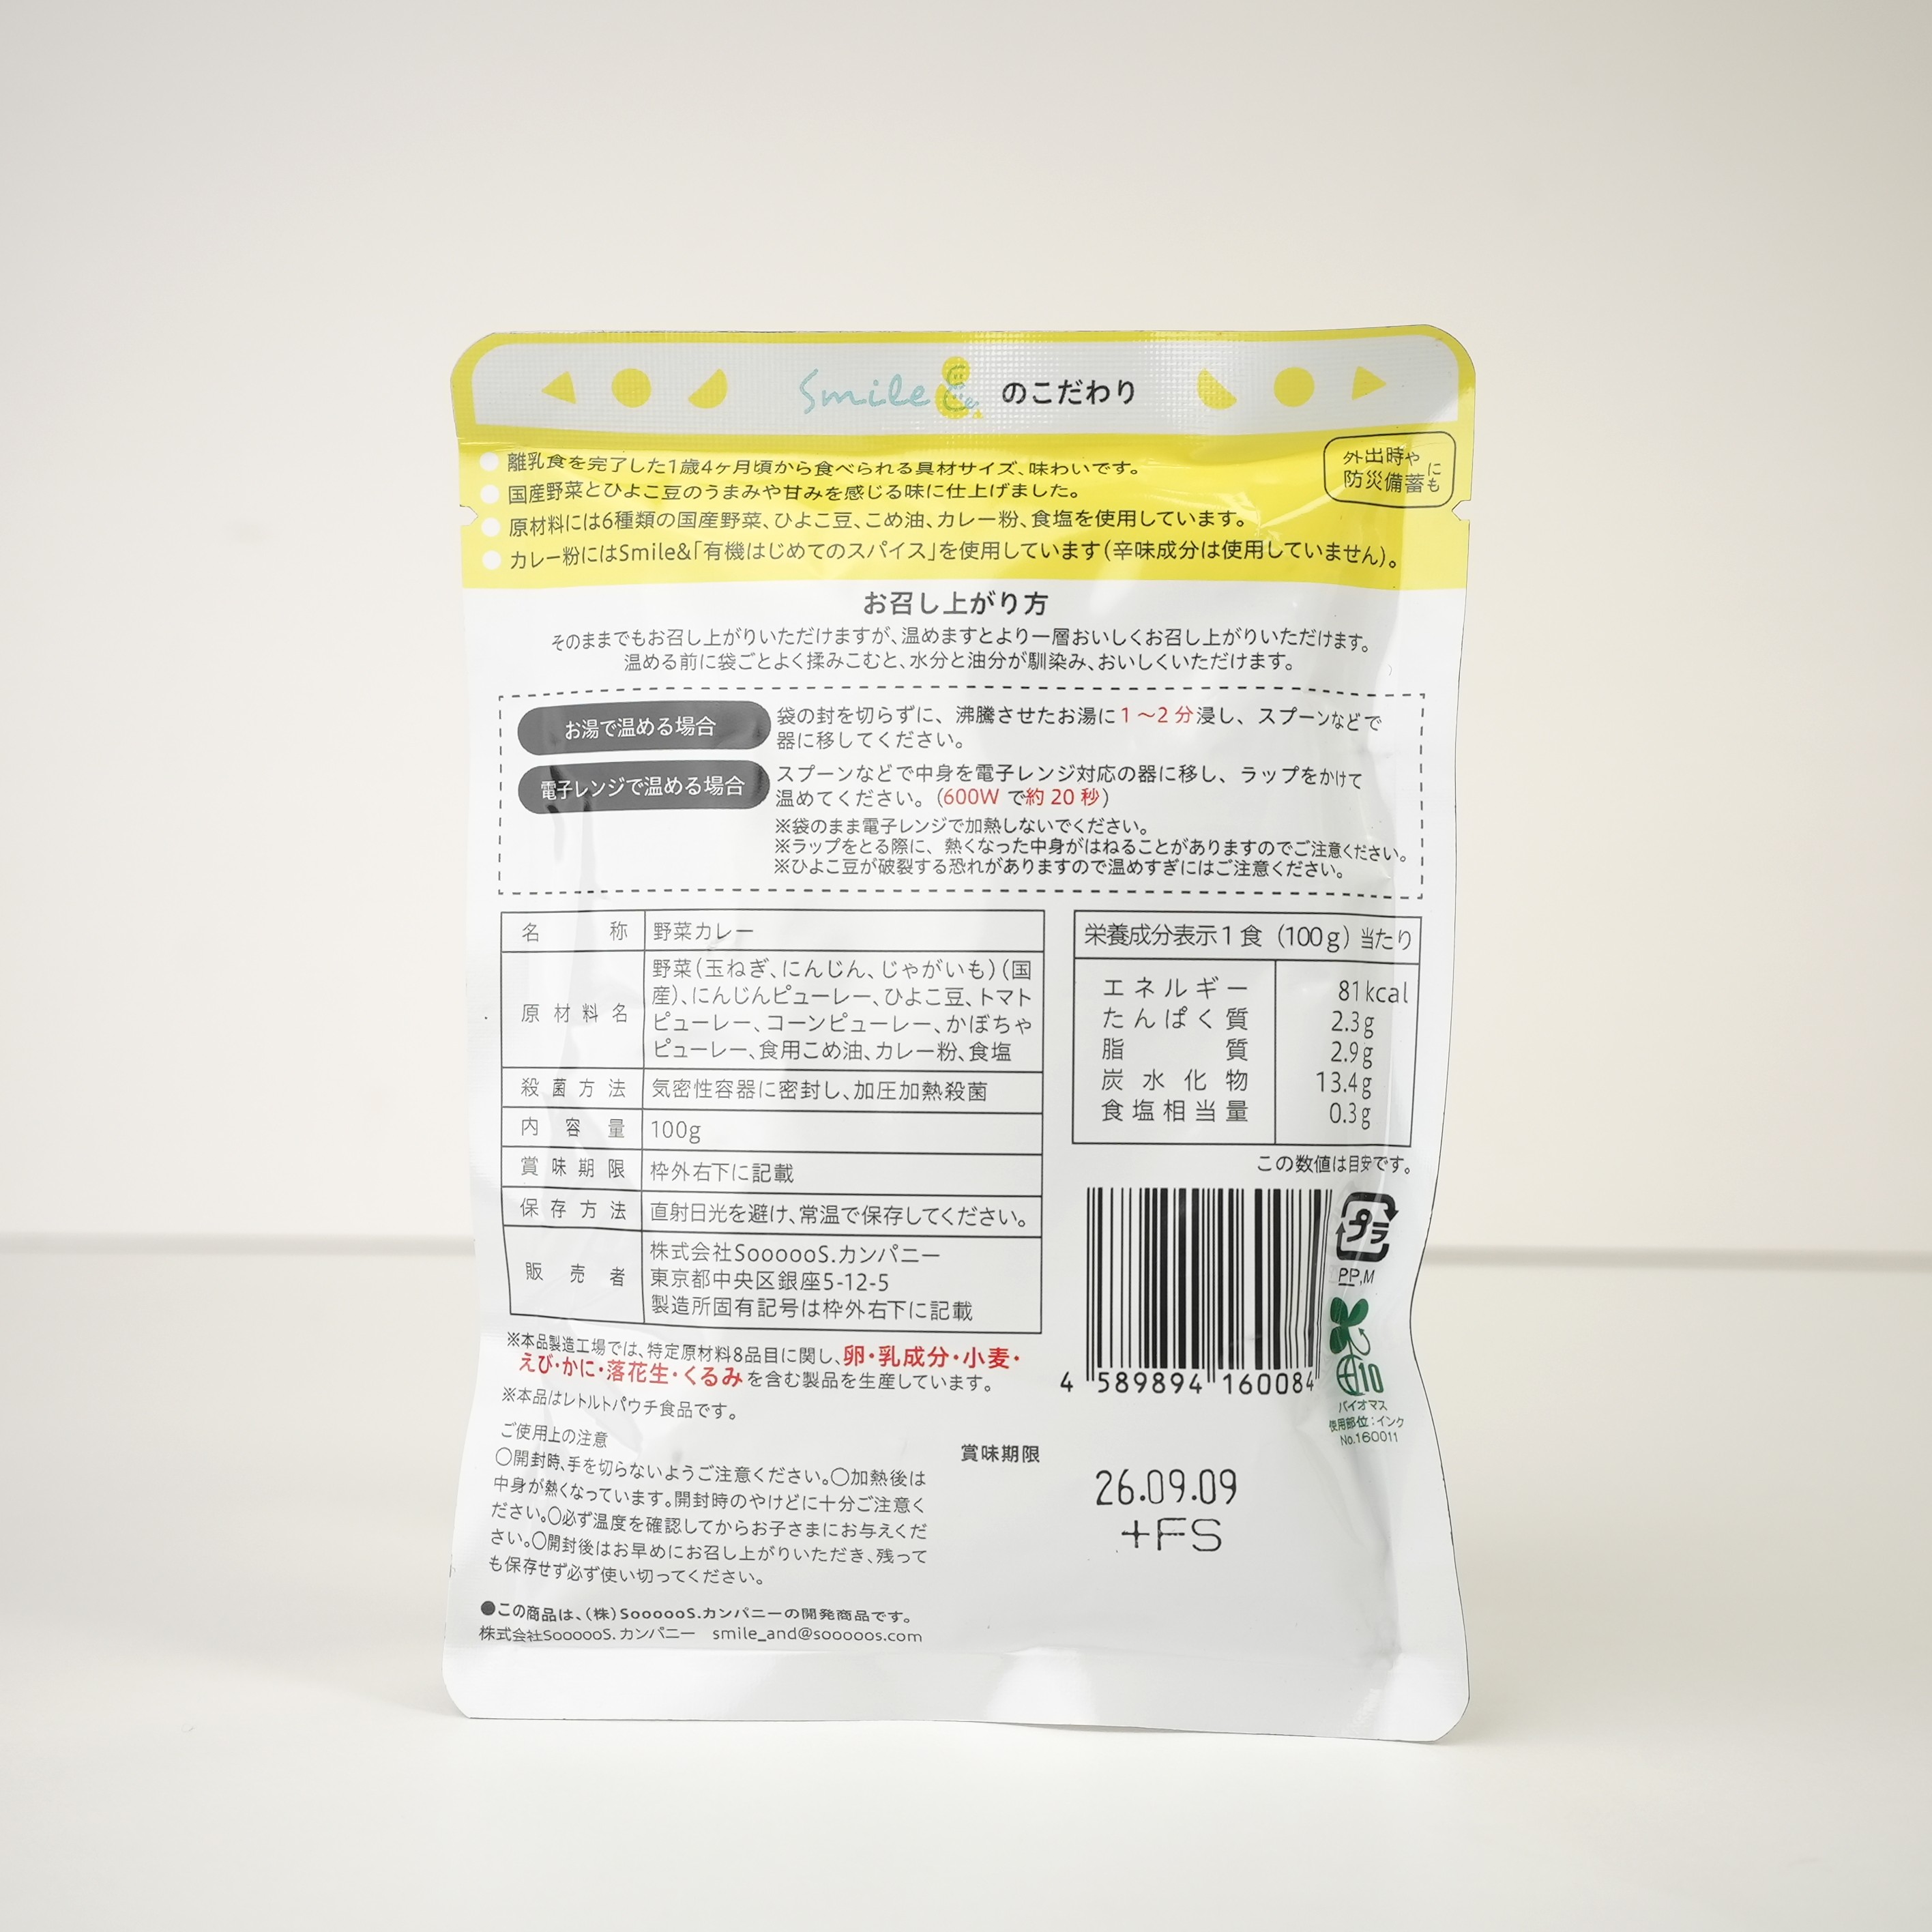 Smile& のこだわり
離乳食を完了した1歳4ヶ月頃から食べられる具材サイズ、味わいです。
国産野菜とひよこ豆のうまみや甘みを感じる味に仕上げました。
原材料には6種類の国産野菜、ひよこ豆、こめ油、カレー粉、食塩を使用しています。
カレー粉にはSmile&「有機はじめてのスパイス」を使用しています(辛味成分は使用していません)。
外出時や
防災備蓄にも
お召し上がり方
そのままでもお召し上がりいただけますが、温めますとより一層おいしくお召し上がりいただけます。
温める前に袋ごとよく揉みこむと、水分と油分が馴染み、おいしくいただけます。
お湯で温める場合
袋の封を切らずに、沸騰させたお湯に1〜2分浸し、スプーンなどで
器に移してください。
電子レンジで温める場合
スプーンなどで中身を電子レンジ対応の器に移し、ラップをかけて
温めてください。(600Wで約20秒)
※袋のまま電子レンジで加熱しないでください。
※ラップをとる際に、熱くなった中身がはねることがありますのでご注意ください。
※ひよこ豆が破裂する恐れがありますので温めすぎにはご注意ください。
名称 野菜カレー
原材料名 野菜(玉ねぎ、にんじん、じゃがいも)(国
産)、にんじんピューレー、ひよこ豆、トマト
ピューレー、コーンピューレー、かぼちゃ
ピューレー、食用こめ油、カレー粉、食塩
殺菌方法 気密性容器に密封し、加圧加熱殺菌
内容量 100g
賞味期限 枠外右下に記載
保存方法 直射日光を避け、常温で保存してください。
販売者 株式会社SooooooS.カンパニー
東京都中央区銀座5-12-5
製造所固有記号は枠外右下に記載
栄養成分表示1食(100g)当たり
エネルギー 81kcal
たんぱく質 2.3g
脂質 2.9g
炭水化物 13.4g
食塩相当量 0.3g
この数値は目安です。
4 589894 160084
プラ
PP,M
10
バイオマス
使用部位:インク
No.160011
※本品製造工場では、特定原材料8品目に関し、卵・乳成分・小麦・
えび・かに・落花生・くるみを含む製品を生産しています。
※本品はレトルトパウチ食品です。
ご使用上の注意
○開封時、手を切らないようご注意ください。○加熱後は
中身が熱くなっています。開封時のやけどに十分ご注意く
ださい。○必ず温度を確認してからお子さまにお与えくだ
さい。○開封後はお早めにお召し上がりいただき、残って
も保存せず必ず使い切ってください。
賞味期限
26.09.09
+FS
●この商品は、(株)SooooooS.カンパニーの開発商品です。
株式会社SooooooS.カンパニー smile_and@soooooos.com